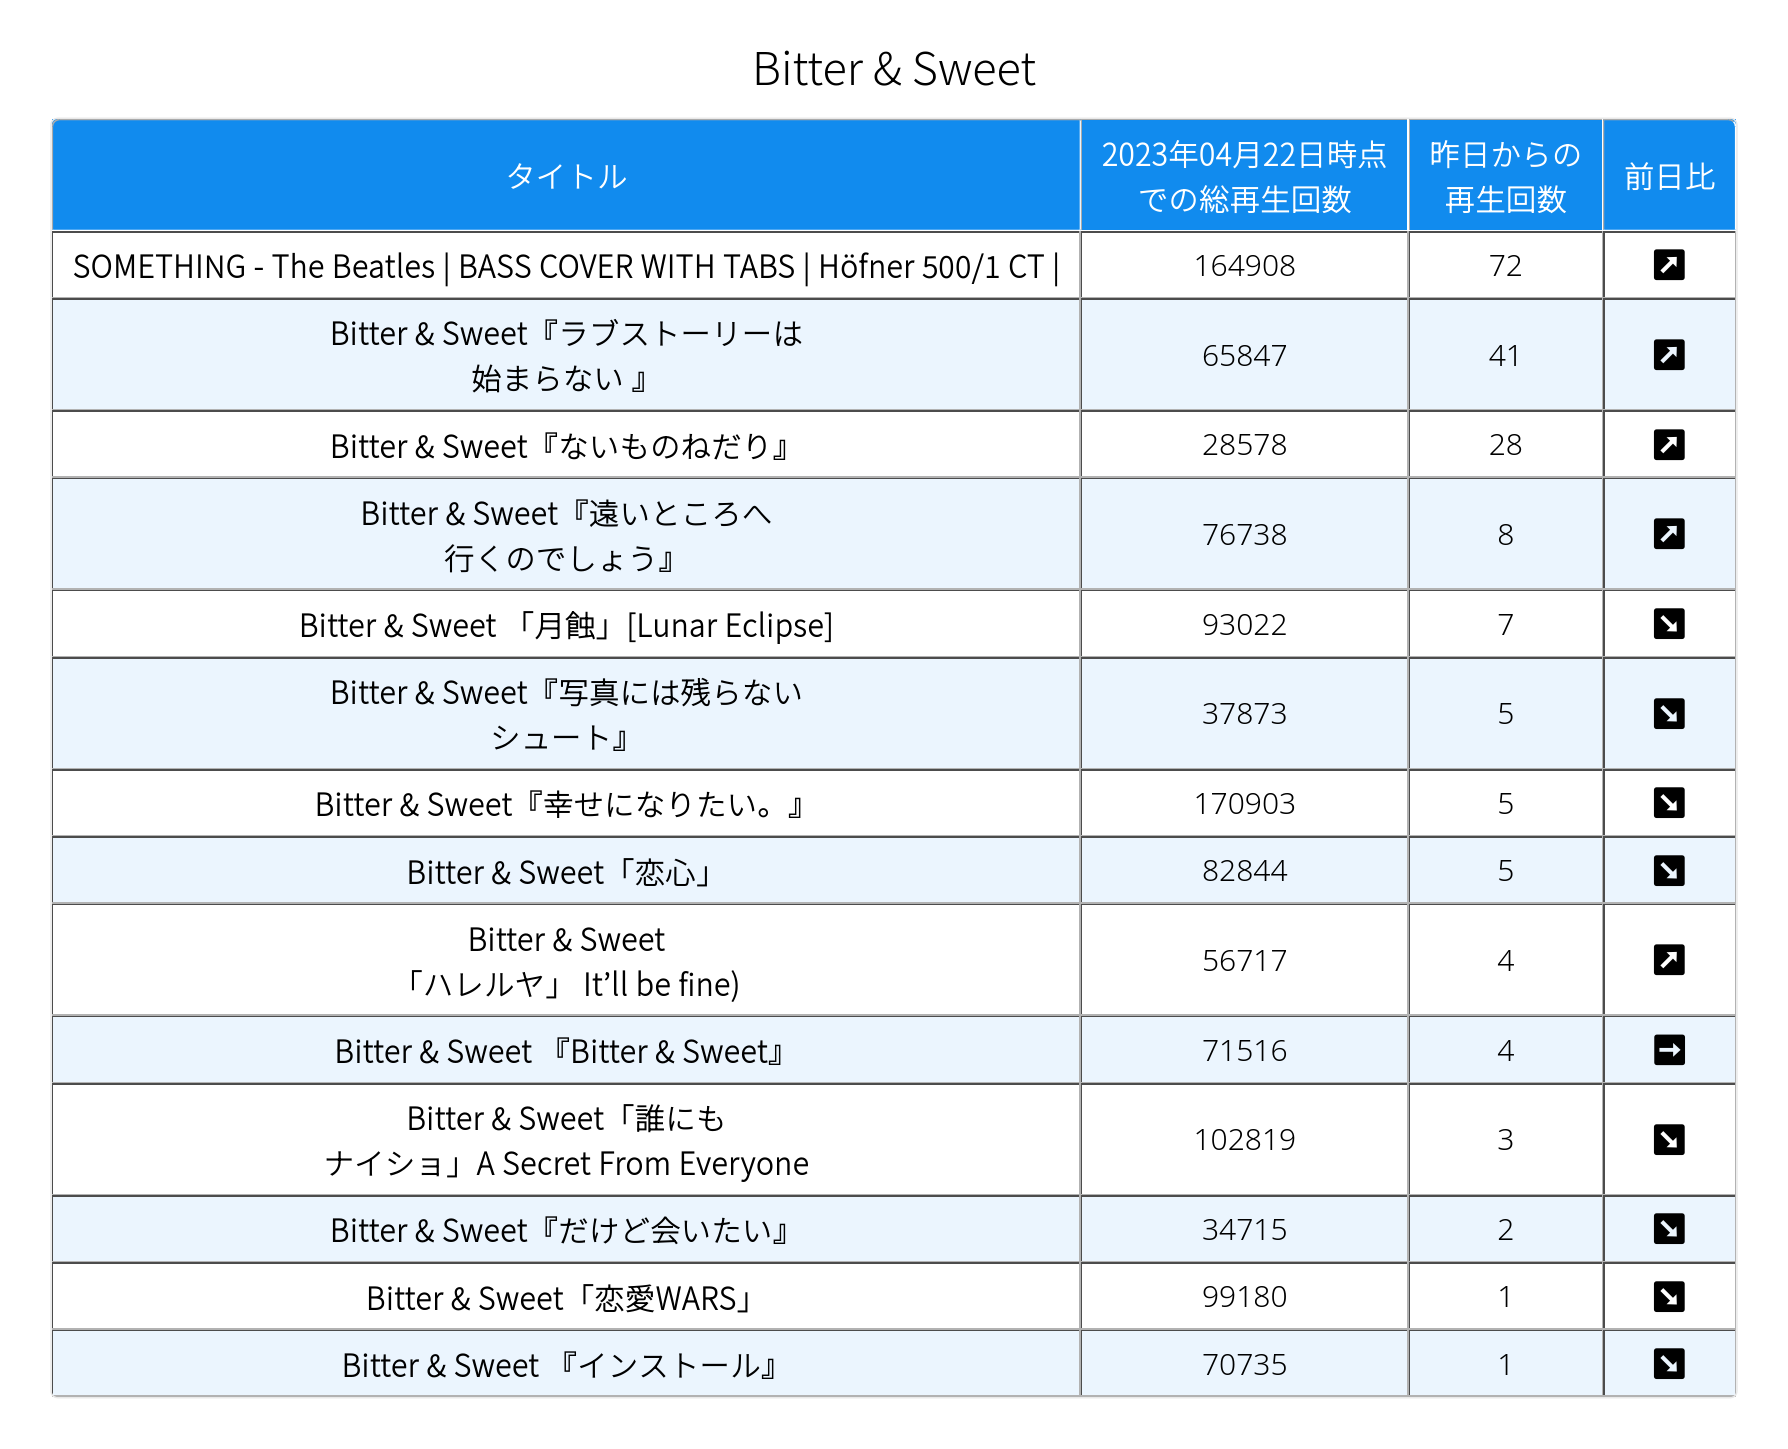 Bitter & Sweet
タイトル
2023年04月22日時点
での総再生回数
昨日からの
再生回数
前日比
SOMETHING - The Beatles | BASS COVER WITH TABS | Höfner 500/1 CT |
164908
72
Bitter & Sweet『ラブストーリーは
始まらない 』
65847
41
Bitter & Sweet『ないものねだり』
28578
28
Bitter & Sweet『遠いところへ
行くのでしょう』
76738
8
Bitter & Sweet 「月蝕」[Lunar Eclipse]
93022
7
Bitter & Sweet『写真には残らない
シュート』
37873
5
Bitter & Sweet『幸せになりたい。』
170903
5
Bitter & Sweet「恋心」
82844
5
Bitter & Sweet
「ハレルヤ」 It’ll be fine)
56717
4
Bitter & Sweet 『Bitter & Sweet』
71516
4
Bitter & Sweet「誰にも
ナイショ」A Secret From Everyone
102819
3
Bitter & Sweet『だけど会いたい』
34715
2
Bitter & Sweet「恋愛WARS」
99180
1
Bitter & Sweet 『インストール』
70735
1